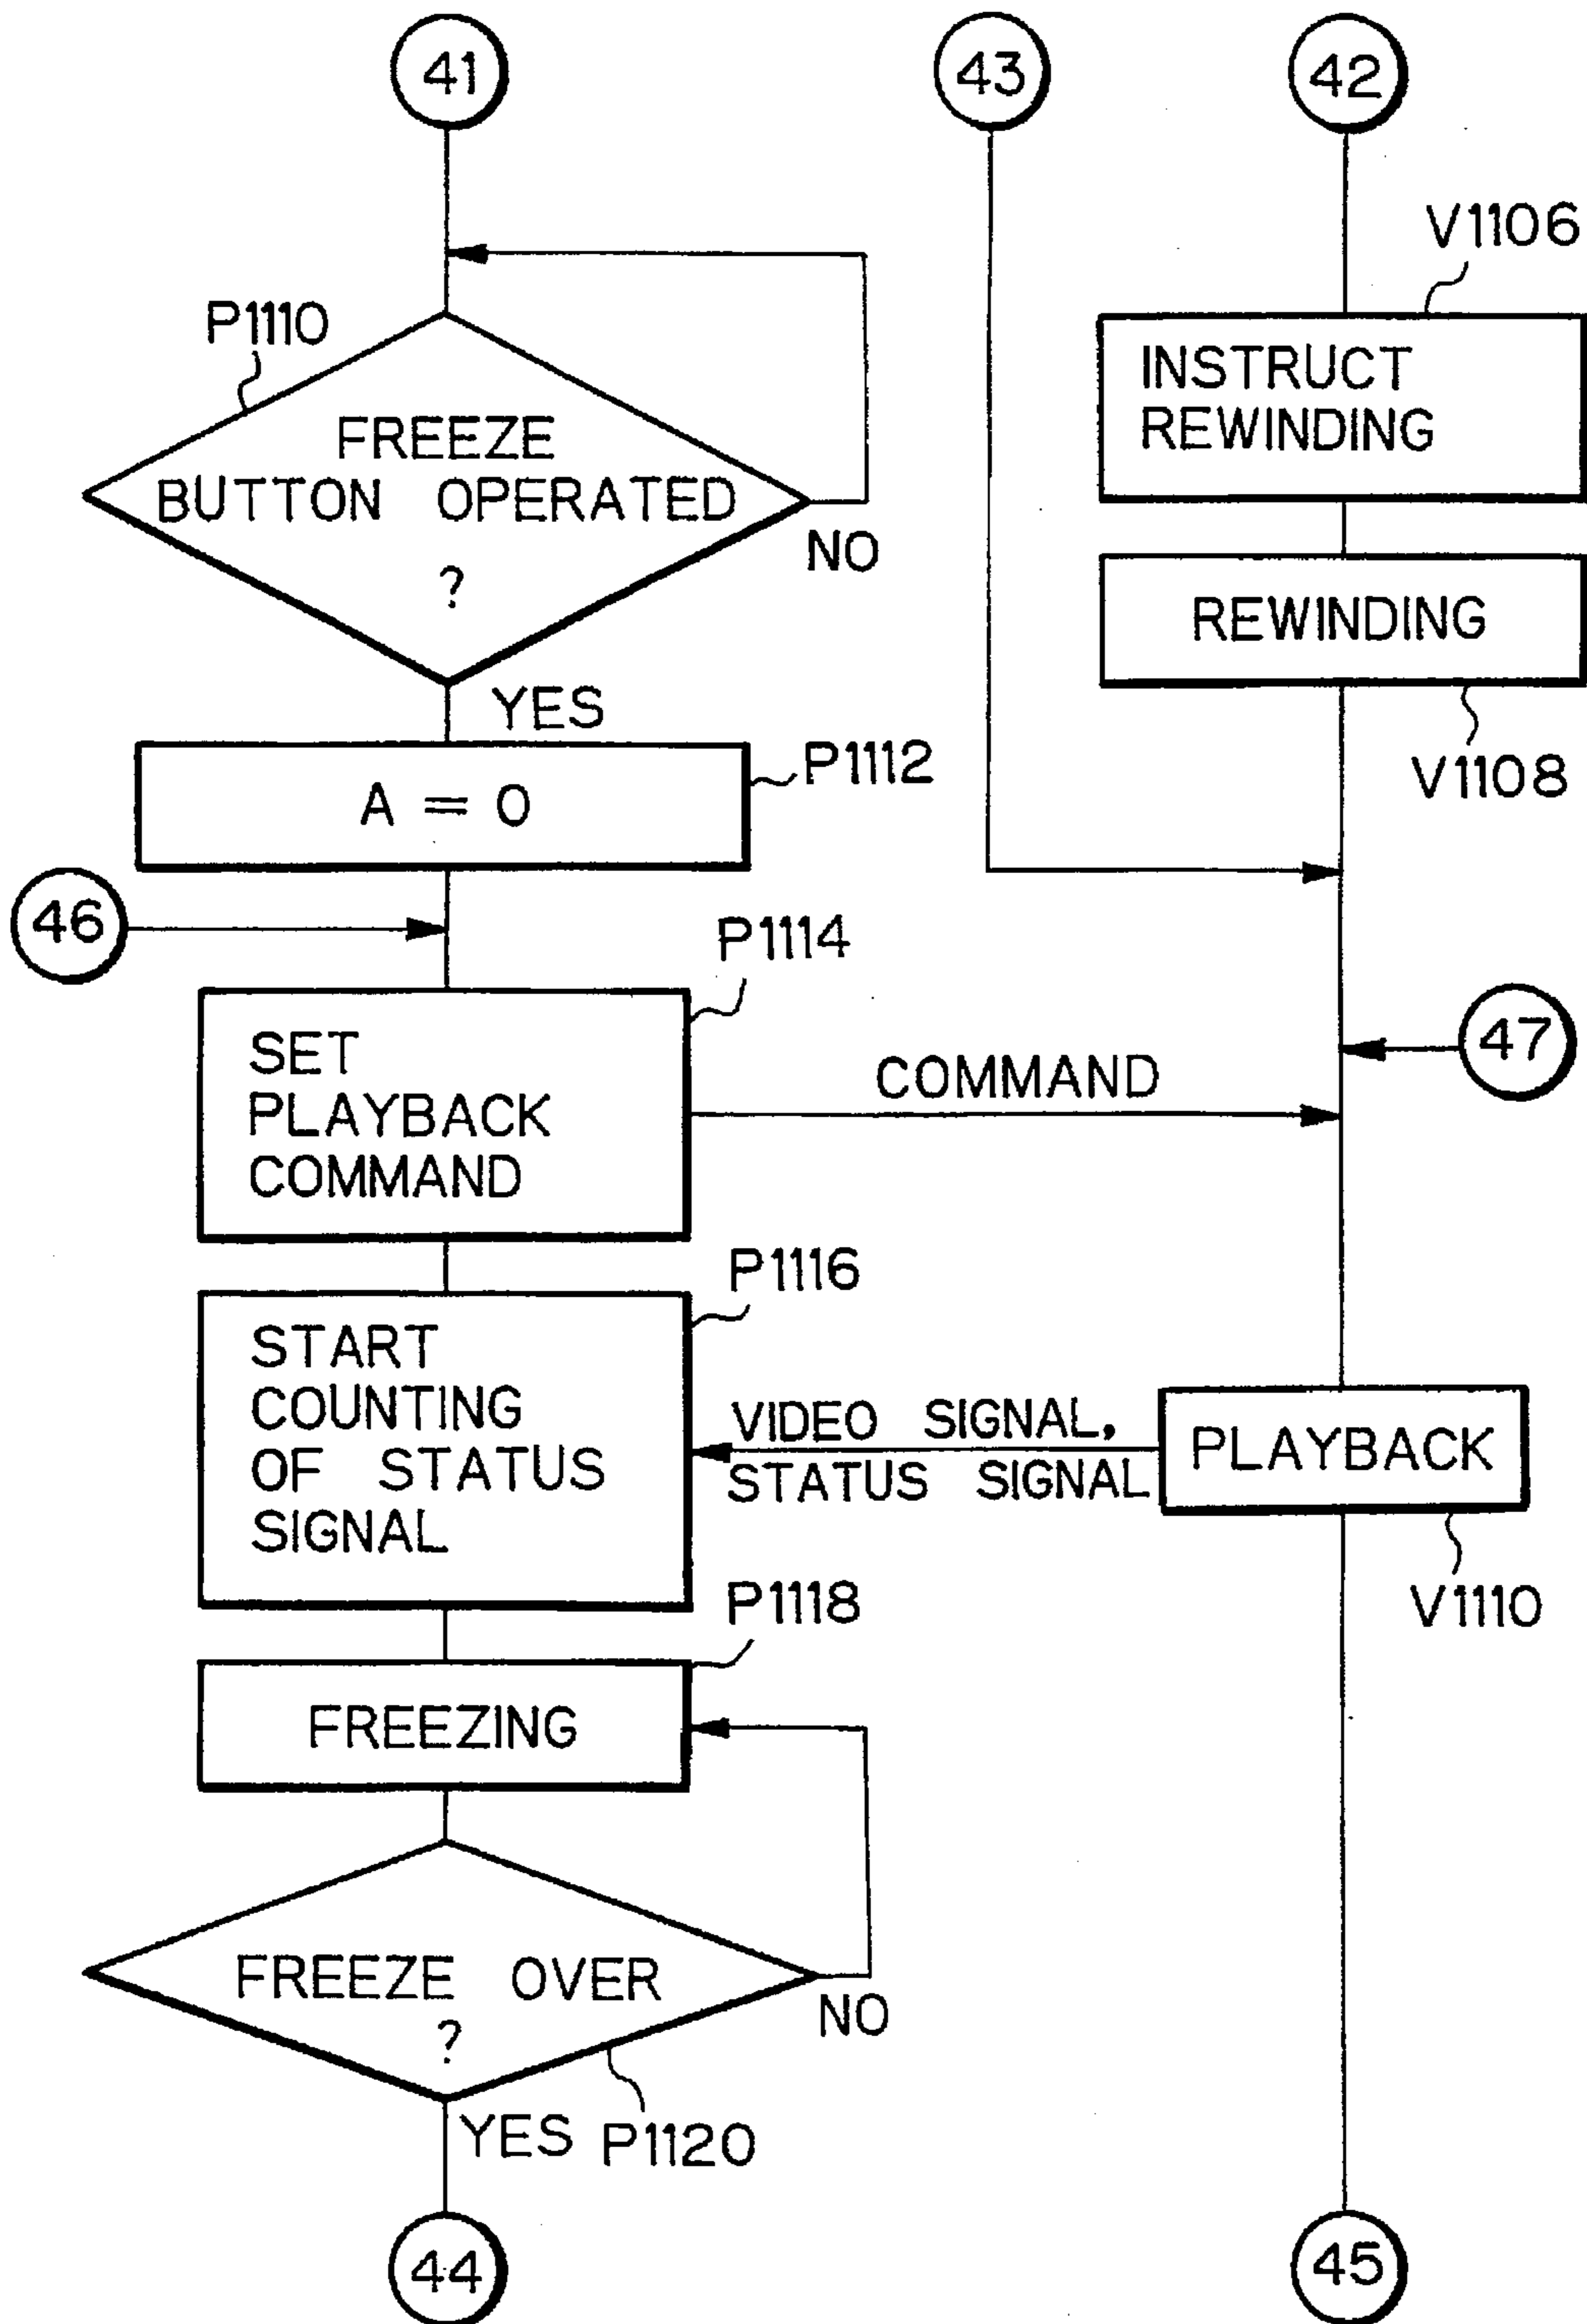 41
43
42
V1106
P1110
INSTRUCT
REWINDING
FREEZE
BUTTON OPERATED
?
NO
REWINDING
YES
V1108
P1112
A = 0
46
P1114
47
SET
PLAYBACK
COMMAND
COMMAND
P1116
START
COUNTING
OF STATUS
SIGNAL
VIDEO SIGNAL,
STATUS SIGNAL
PLAYBACK
V1110
P1118
FREEZING
FREEZE OVER
?
NO
YES
P1120
44
45